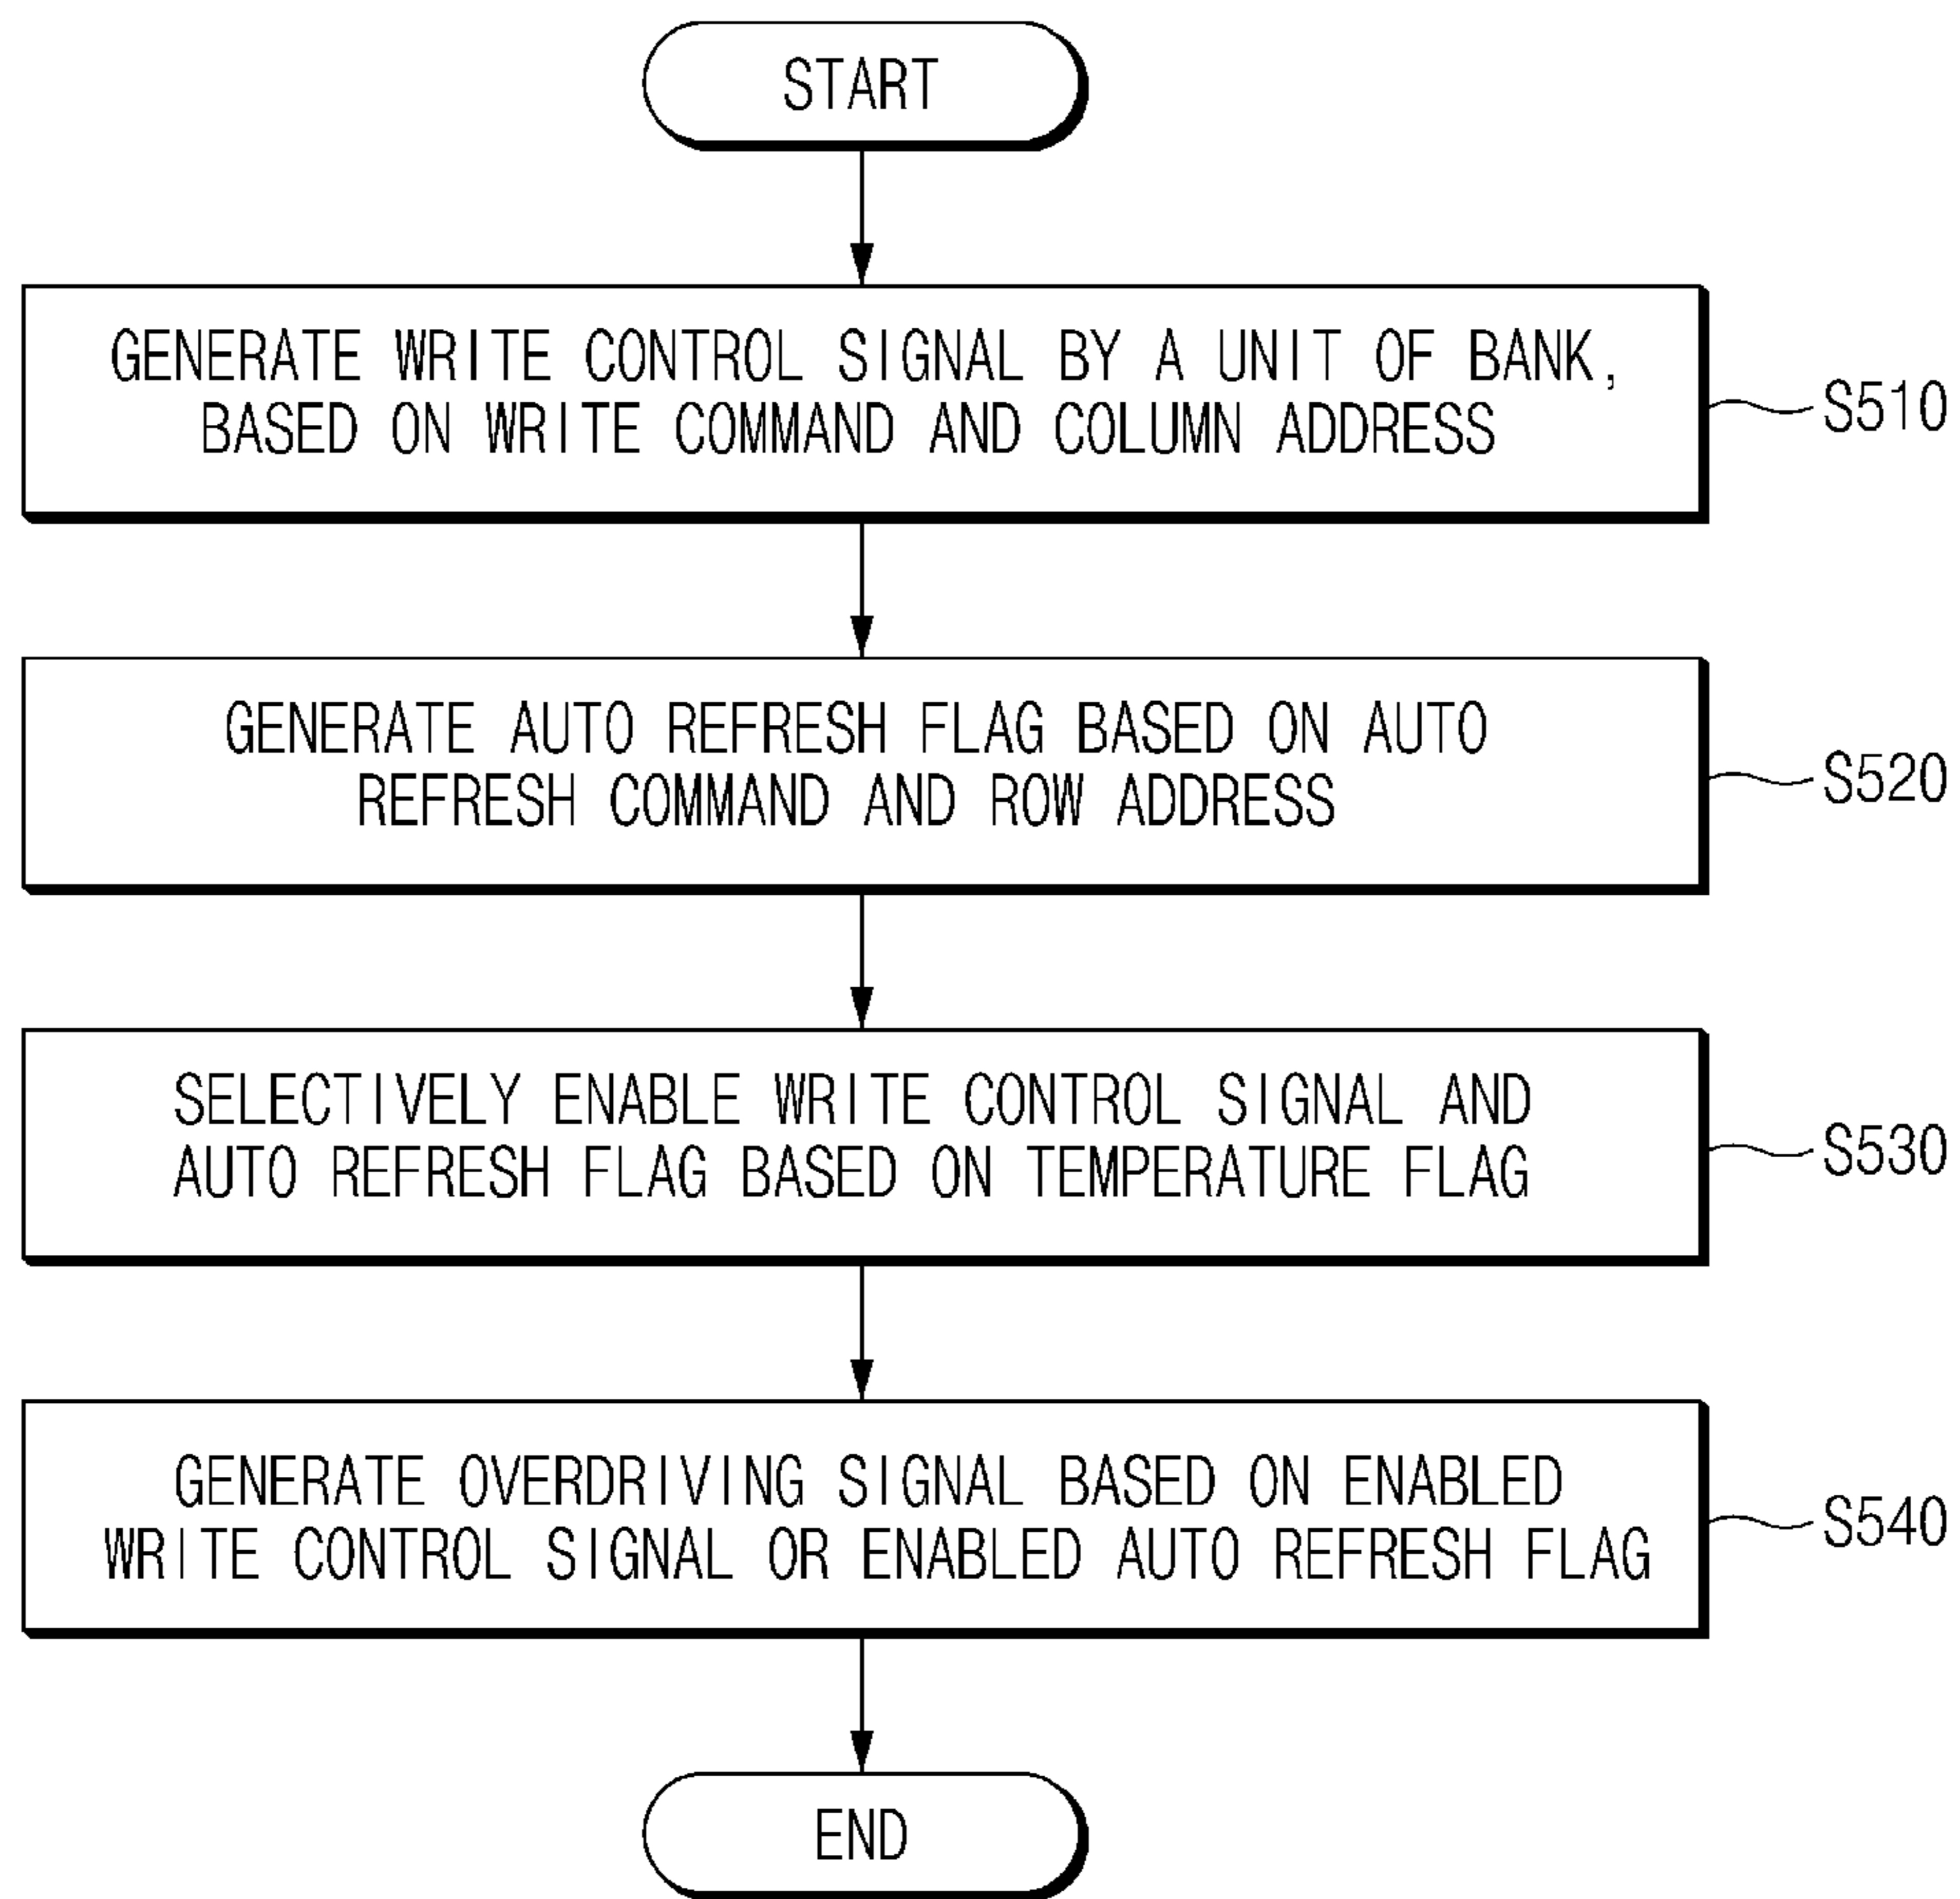 START
GENERATE WRITE CONTROL SIGNAL BY A UNIT OF BANK,
BASED ON WRITE COMMAND AND COLUMN ADDRESS
S510
GENERATE AUTO REFRESH FLAG BASED ON AUTO
REFRESH COMMAND AND ROW ADDRESS
S520
SELECTIVELY ENABLE WRITE CONTROL SIGNAL AND
AUTO REFRESH FLAG BASED ON TEMPERATURE FLAG
S530
GENERATE OVERDRIVING SIGNAL BASED ON ENABLED
WRITE CONTROL SIGNAL OR ENABLED AUTO REFRESH FLAG
S540
END